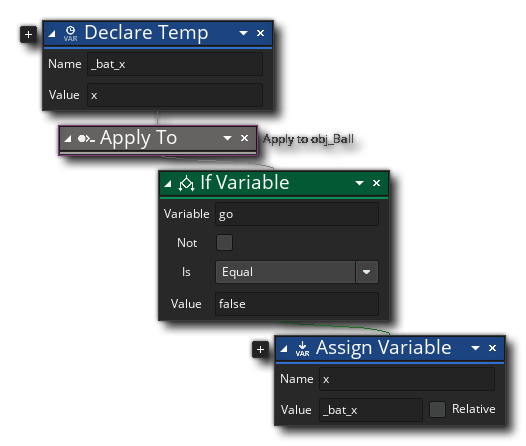 Declare Temp
VAR
Name _bat_x
Value x
Apply To
Apply to obj_Ball
If Variable
Variable go
Not
Is Equal
Value false
Assign Variable
VAR
Name x
Value _bat_x Relative